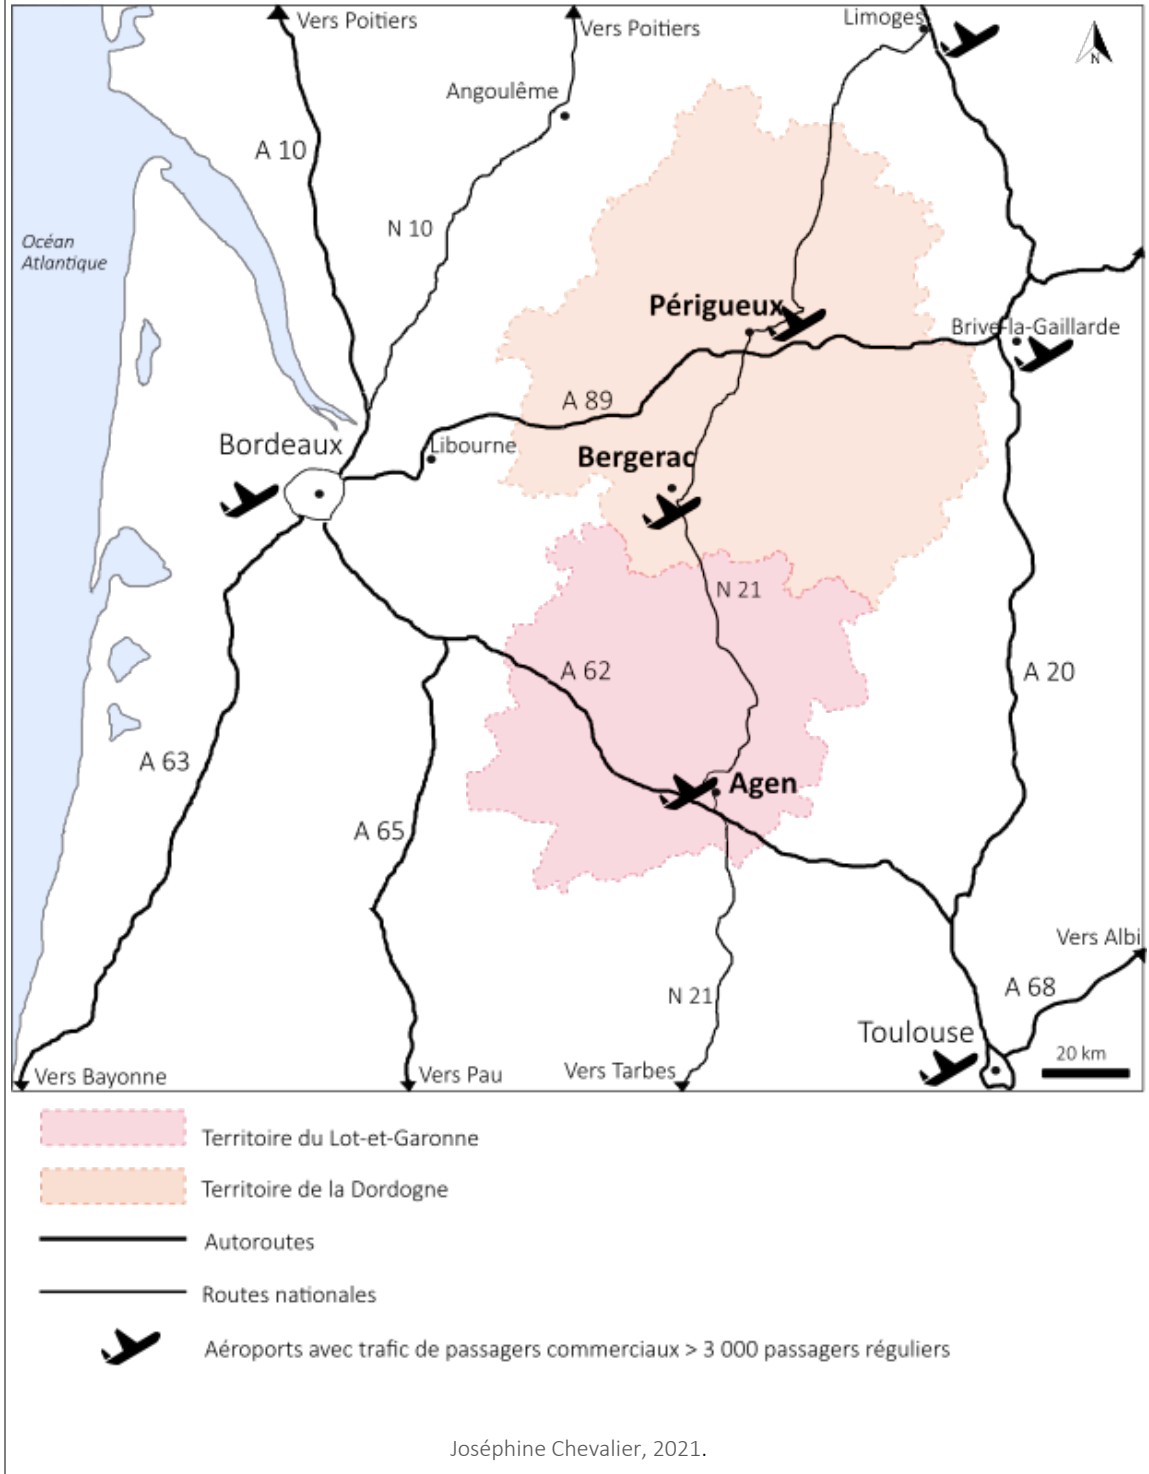 Vers Poitiers
Vers Poitiers
Limoges
N
Angoulême
A 10
N 10
Océan
Atlantique
Périgueux
Brive-la-Gaillarde
A 89
Bordeaux
Libourne
Bergerac
N 21
A 62
A 20
A 63
Agen
A 65
Vers Albi
N 21
A 68
Toulouse
20 km
Vers Bayonne
Vers Pau
Vers Tarbes
Territoire du Lot-et-Garonne
Territoire de la Dordogne
Autoroutes
Routes nationales
Aéroports avec trafic de passagers commerciaux > 3 000 passagers réguliers
Joséphine Chevalier, 2021.